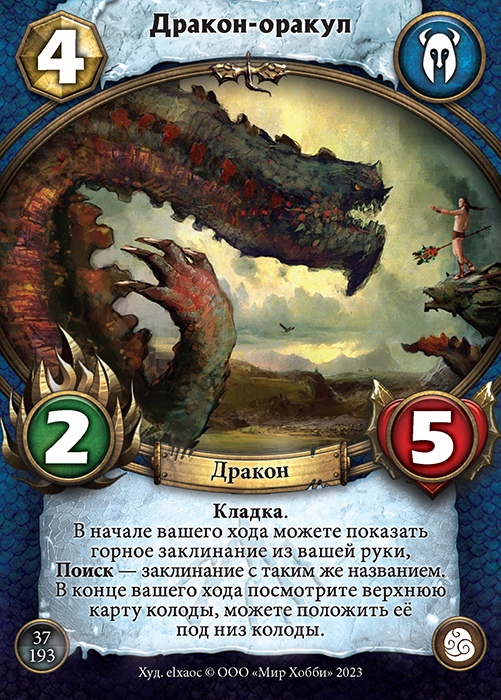 Дракон-оракул
4
2
5
Дракон
Кладка.
В начале вашего хода можете показать
горное заклинание из вашей руки,
Поиск — заклинание с таким же названием.
В конце вашего хода посмотрите верхнюю
карту колоды, можете положить её
под низ колоды.
37
193
Худ. elxaoc © ООО «Мир Хобби» 2023